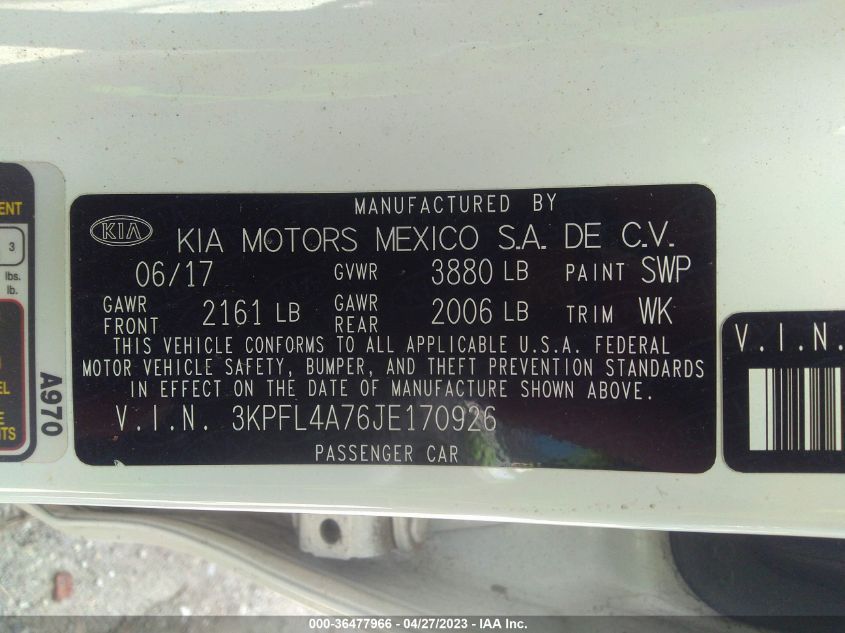 MANUFACTURED BY
KIA
KIA MOTORS MEXICO S.A. DE C.V.
06/17 GVWR 3880 LB PAINT SWP
GAWR FRONT 2161 LB GAWR REAR 2006 LB TRIM WK
THIS VEHICLE CONFORMS TO ALL APPLICABLE U.S.A. FEDERAL
MOTOR VEHICLE SAFETY, BUMPER, AND THEFT PREVENTION STANDARDS
IN EFFECT ON THE DATE OF MANUFACTURE SHOWN ABOVE.
V.I.N. 3KPFL4A76JE170926
PASSENGER CAR
3
lbs.
lb.
A970
V.I.N.
000-36477966 - 04/27/2023 - IAA Inc.